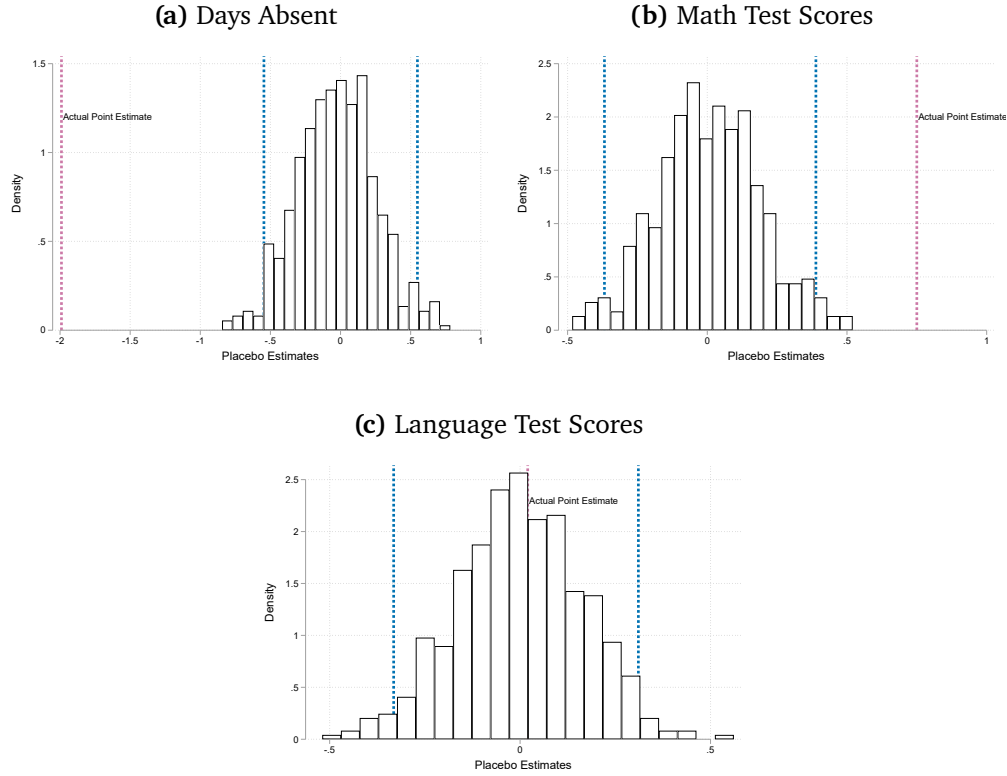 (a) Days Absent
1.5
1
.5
0
Density
Actual Point Estimate
-2
-1.5
-1
-.5
0
.5
1
Placebo Estimates
(b) Math Test Scores
2.5
2
1.5
1
.5
0
Density
Actual Point Estimate
-.5
0
.5
1
Placebo Estimates
(c) Language Test Scores
2.5
2
1.5
1
.5
0
Density
Actual Point Estimate
-.5
0
.5
Placebo Estimates